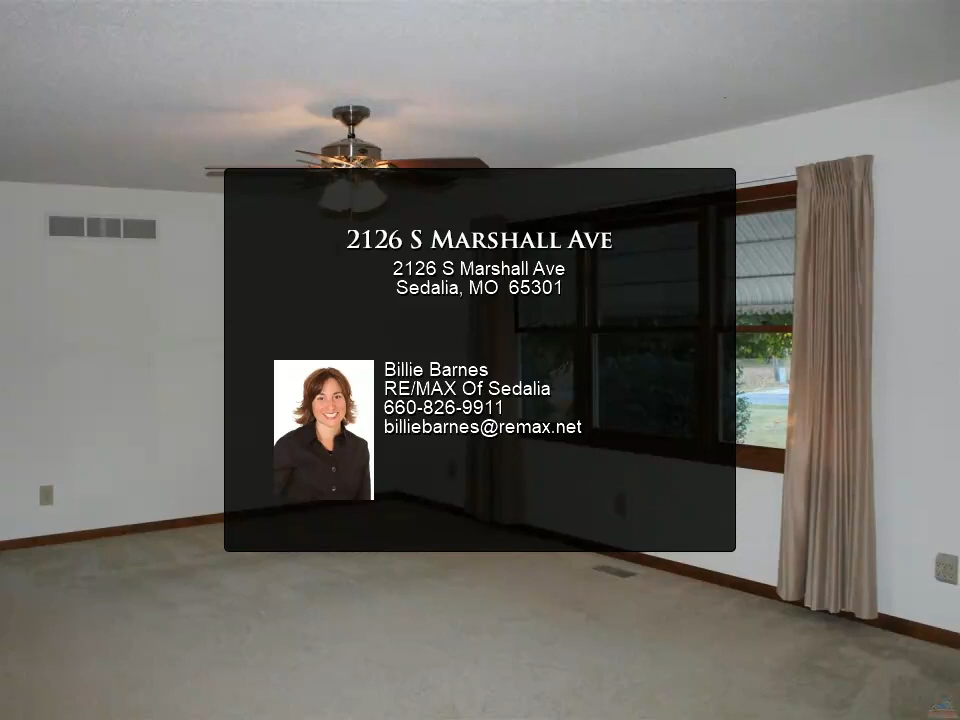 2126 S Marshall Ave
2126 S Marshall Ave
Sedalia, MO  65301
Billie Barnes
RE/MAX Of Sedalia
660-826-9911
billiebarnes@remax.net